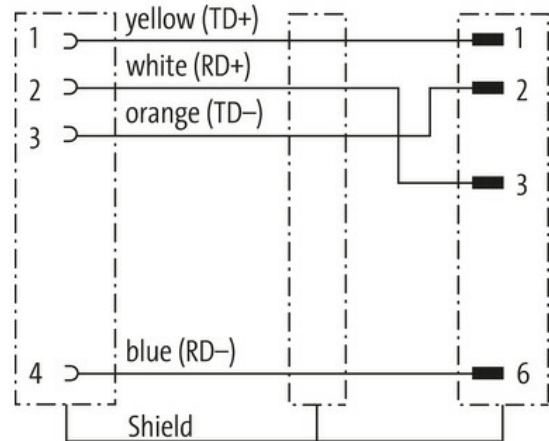 yellow (TD+)
1 1
white (RD+)
2 2
orange (TD–)
3
3
blue (RD–)
4 6
Shield